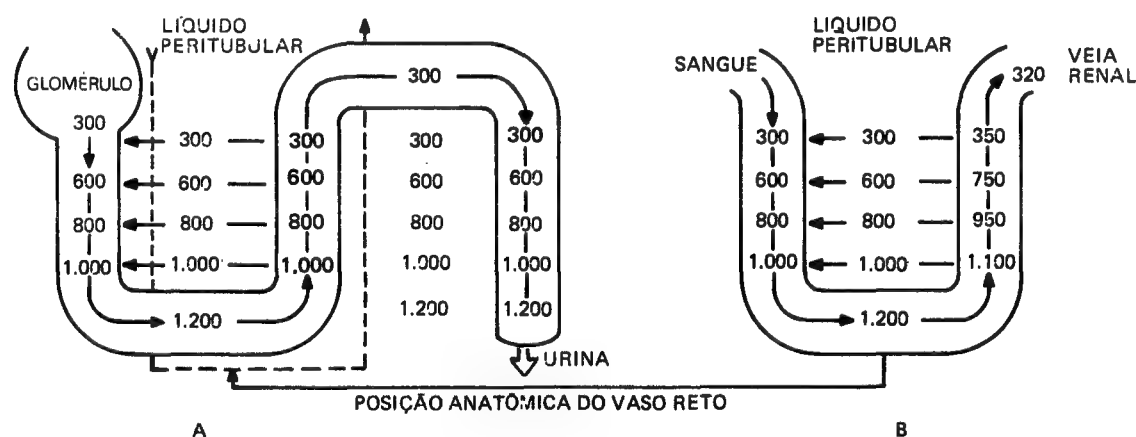 LÍQUIDO
PERITUBULAR
GLOMÉRULO
300
300
300 300 300 300 300
600 600 600 600 600
800 800 800 800 800
1.000 1.000 1.000 1.000 1.000
1.200 1.200 1.200
URINA
POSIÇÃO ANATÔMICA DO VASO RETO
A
LÍQUIDO
PERITUBULAR
SANGUE
VEIA
RENAL
320
300 300 350
600 600 750
800 800 950
1.000 1.000 1.100
1.200
B